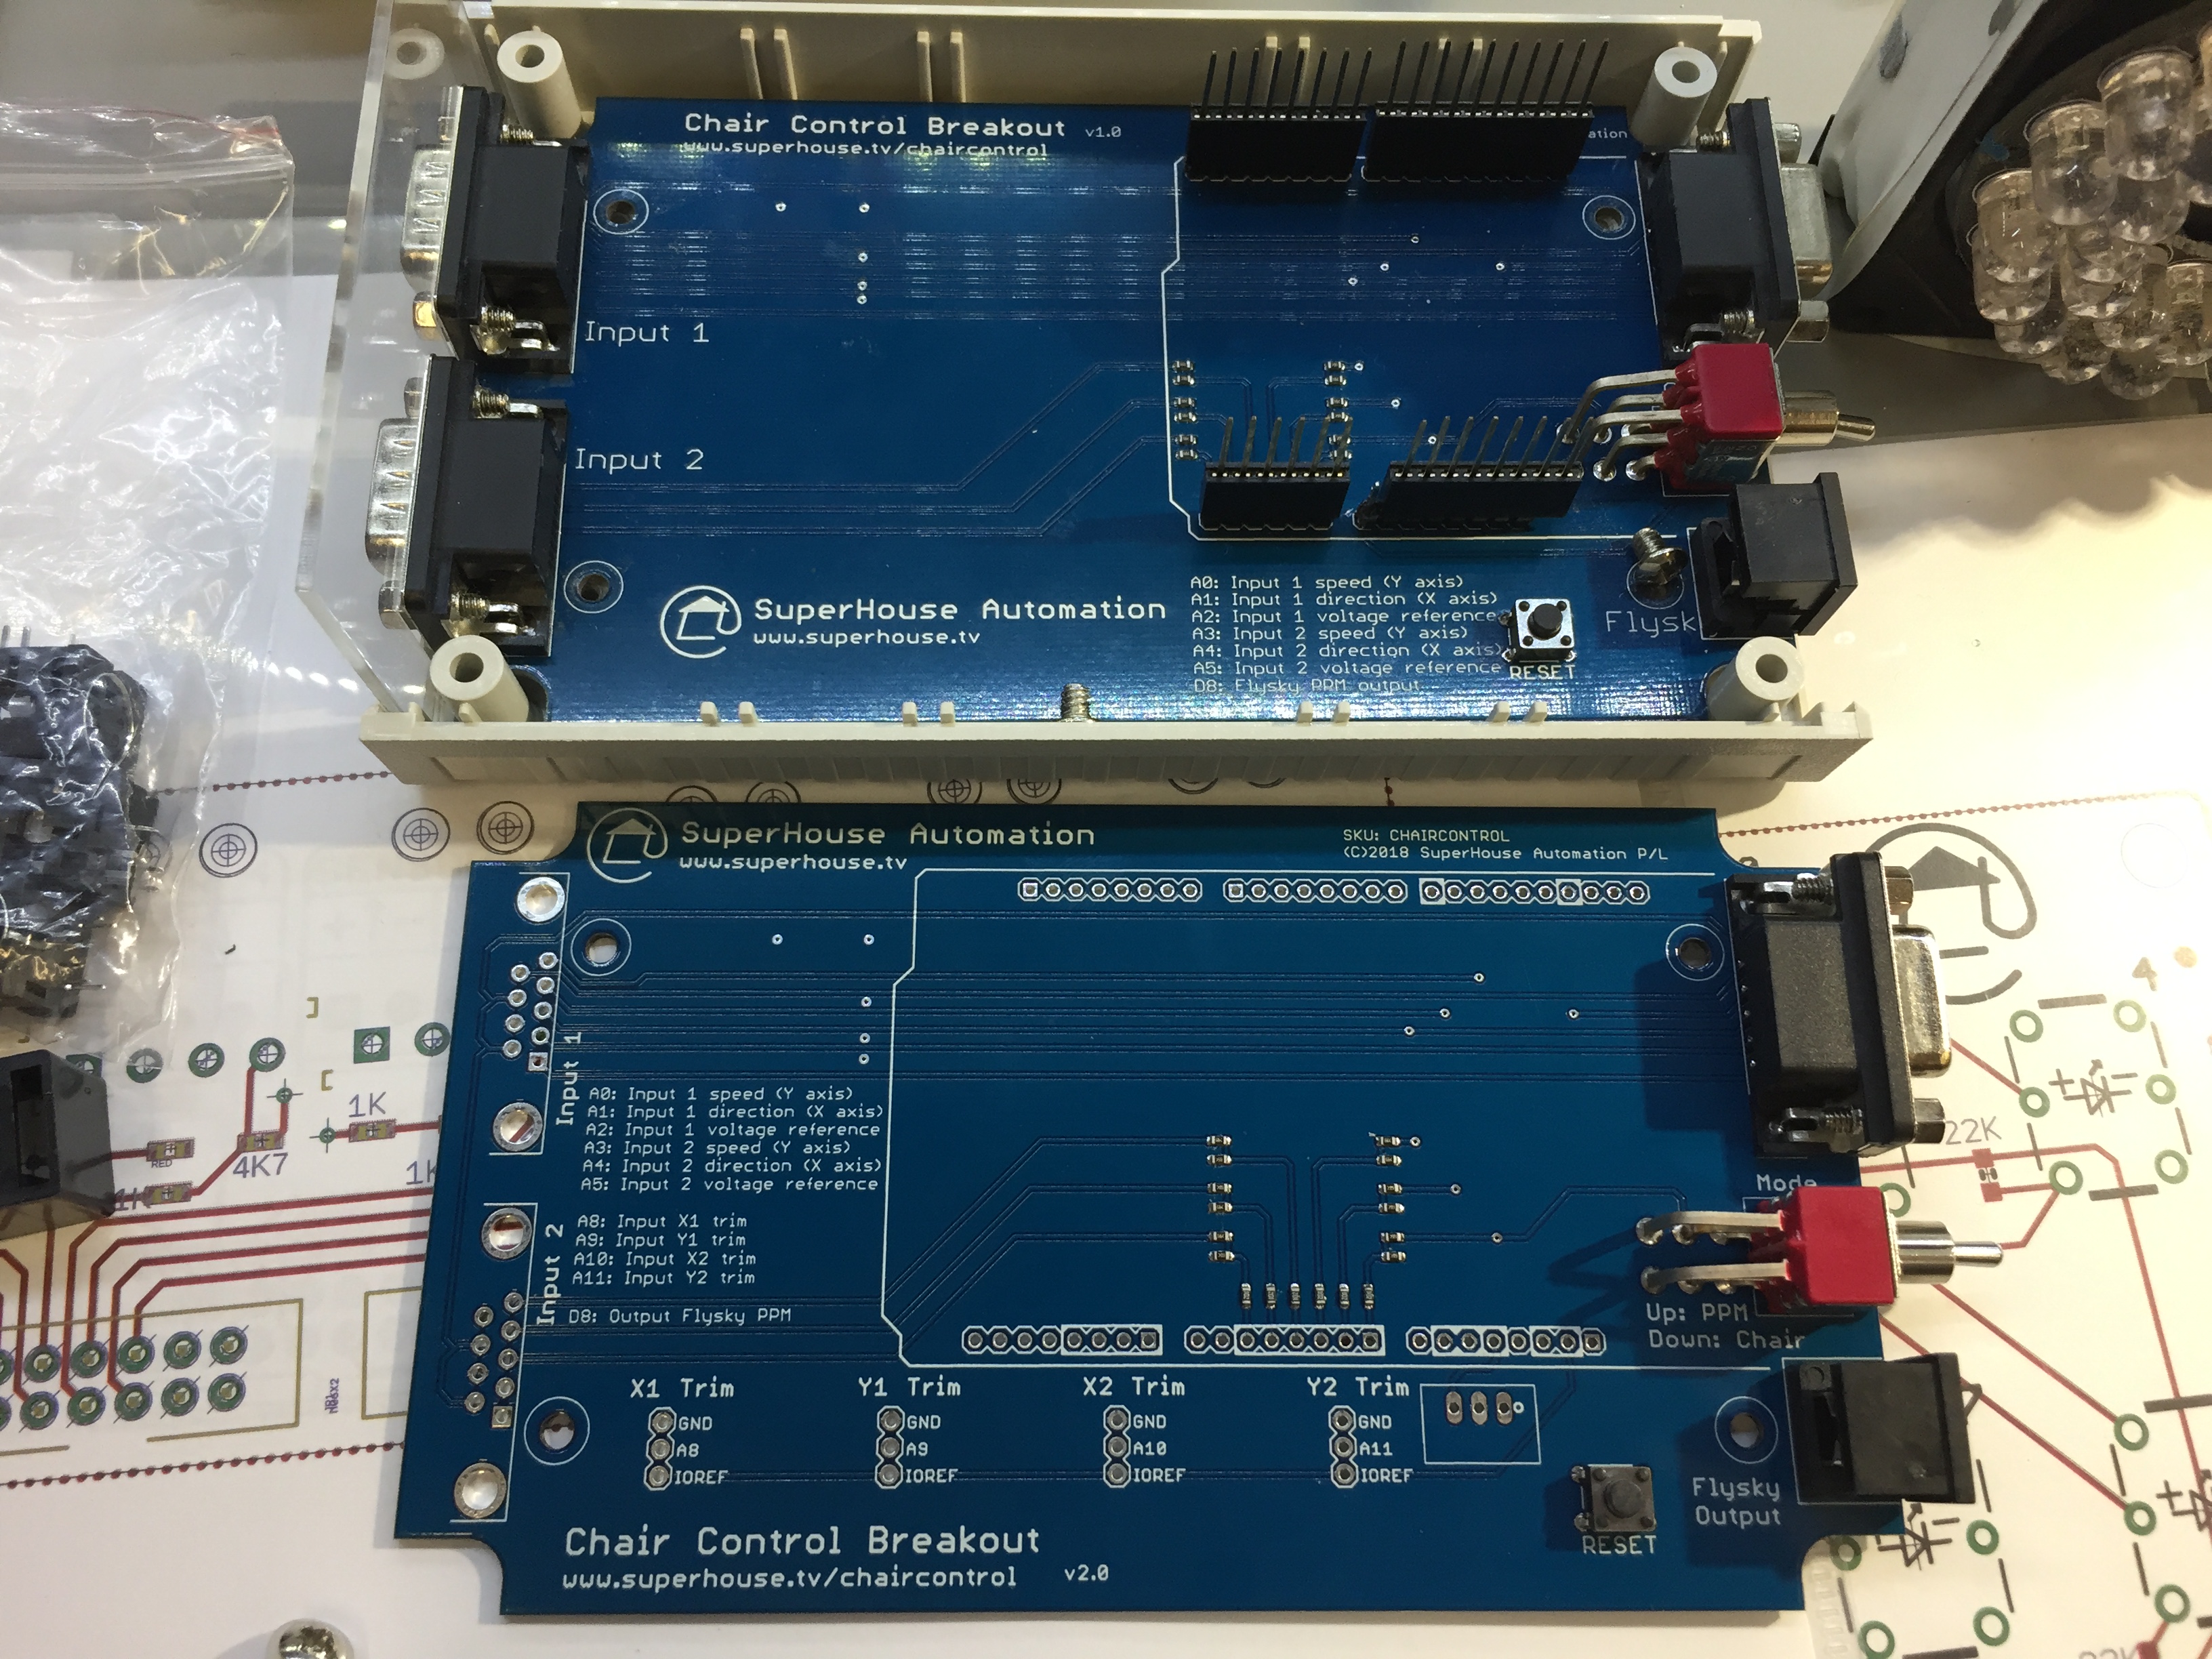 Chair Control Breakout v1.0
www.superhouse.tv/chaircontrol
ation
Input 1
Input 2
SuperHouse Automation
www.superhouse.tv
A0: Input 1 speed (Y axis)
A1: Input 1 direction (X axis)
A2: Input 1 voltage reference
A3: Input 2 speed (Y axis)
A4: Input 2 direction (X axis)
A5: Input 2 voltage reference
D8: Flysky PPM output
RESET
Flysk
SuperHouse Automation
www.superhouse.tv
SKU: CHAIRCONTROL
(C)2018 SuperHouse Automation P/L
Input 1
A0: Input 1 speed (Y axis)
A1: Input 1 direction (X axis)
A2: Input 1 voltage reference
A3: Input 2 speed (Y axis)
A4: Input 2 direction (X axis)
A5: Input 2 voltage reference
Input 2
A8: Input X1 trim
A9: Input Y1 trim
A10: Input X2 trim
A11: Input Y2 trim
D8: Output Flysky PPM
Mode
Up: PPM
Down: Chair
X1 Trim
GND
A8
IOREF
Y1 Trim
GND
A9
IOREF
X2 Trim
GND
A10
IOREF
Y2 Trim
GND
A11
IOREF
Flysky
Output
RESET
Chair Control Breakout
www.superhouse.tv/chaircontrol v2.0
1K
4K7
RED
1K
1K
22K
4